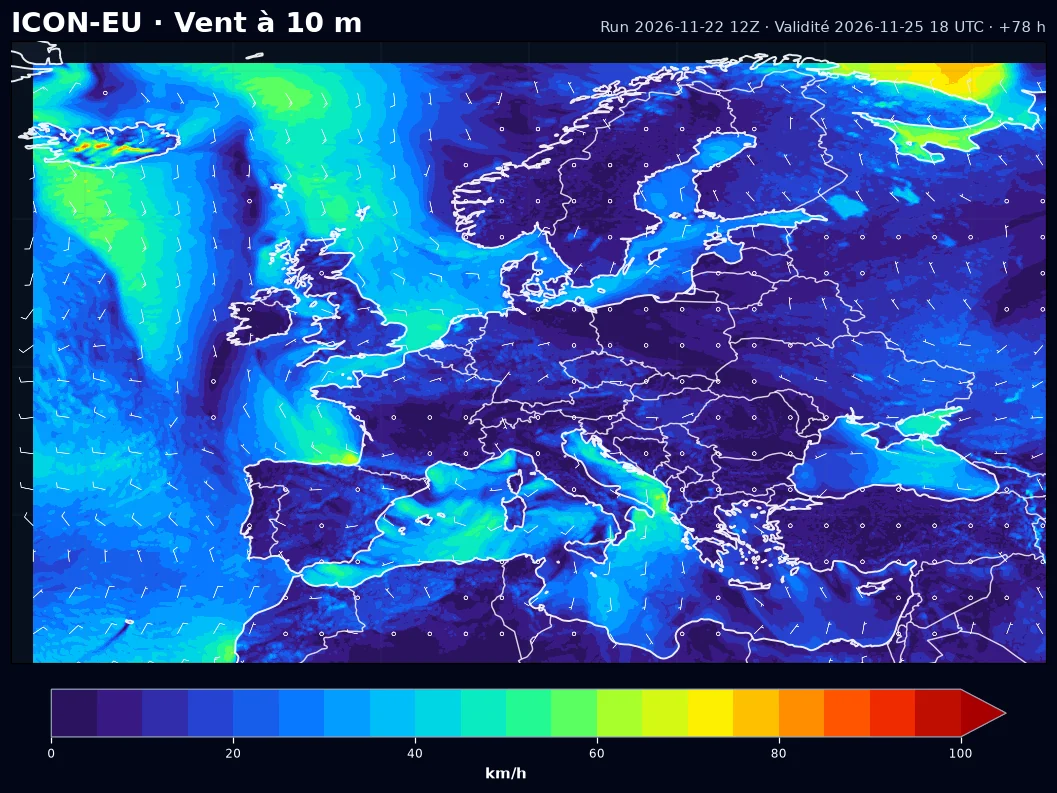 ICON-EU · Vent à 10 m
Run 2026-11-22 12Z · Validité 2026-11-25 18 UTC · +78 h
0 20 40 60 80 100
km/h